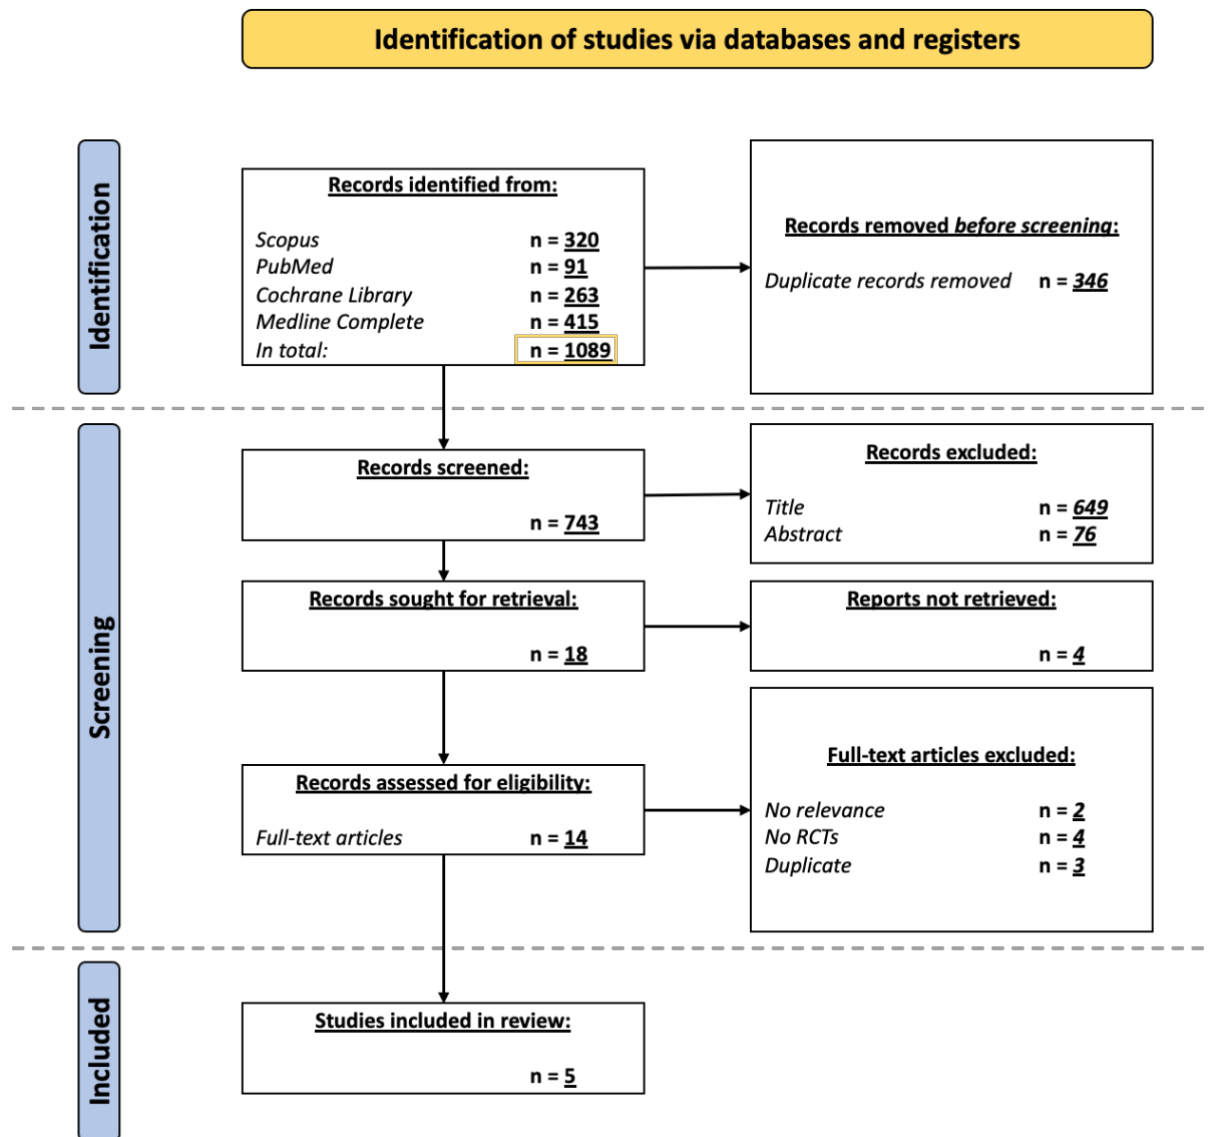 Identification of studies via databases and registers
Identification
Records identified from:
Scopus n = 320
PubMed n = 91
Cochrane Library n = 263
Medline Complete n = 415
In total: n = 1089
Records removed before screening:
Duplicate records removed n = 346
Screening
Records screened:
n = 743
Records excluded:
Title n = 649
Abstract n = 76
Records sought for retrieval:
n = 18
Reports not retrieved:
n = 4
Records assessed for eligibility:
Full-text articles n = 14
Full-text articles excluded:
No relevance n = 2
No RCTs n = 4
Duplicate n = 3
Included
Studies included in review:
n = 5